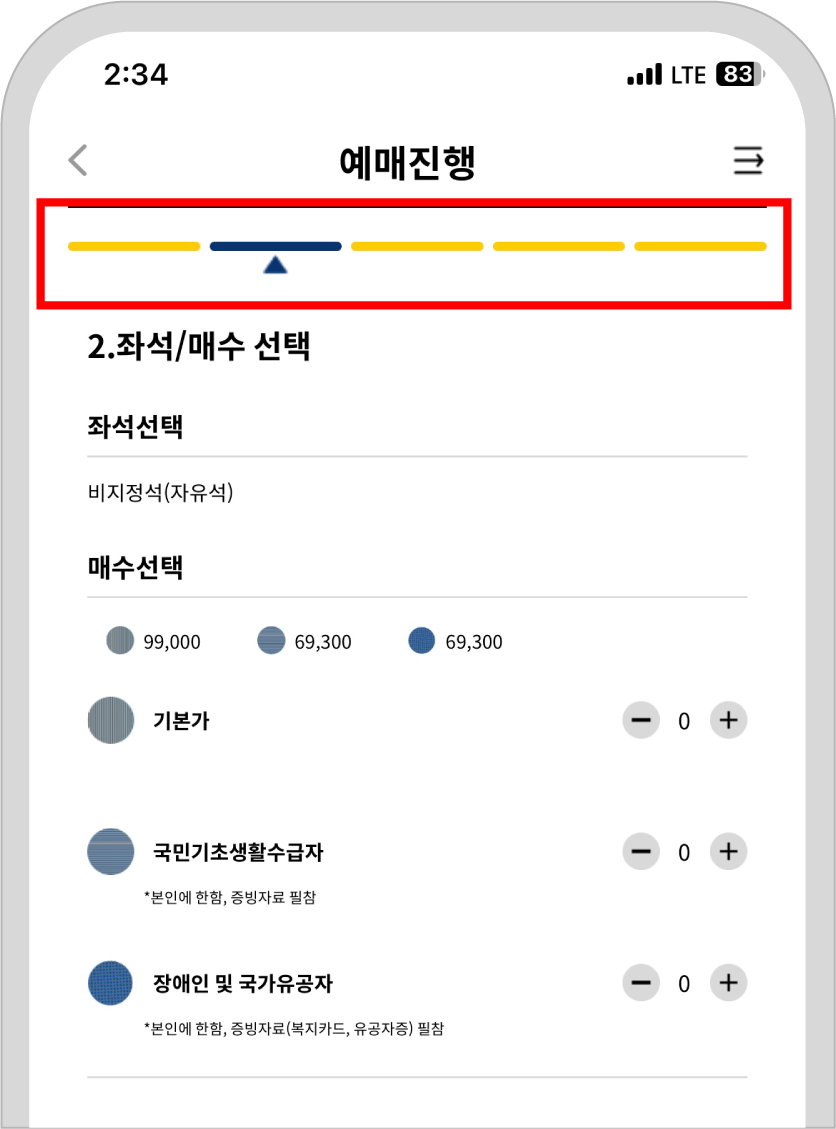 2:34 LTE 83
예매진행
2.좌석/매수 선택
좌석선택
비지정석(자유석)
매수선택
99,000 69,300 69,300
기본가 0
국민기초생활수급자 0
*본인에 한함, 증빙자료 필참
장애인 및 국가유공자 0
*본인에 한함, 증빙자료(복지카드, 유공자증) 필참